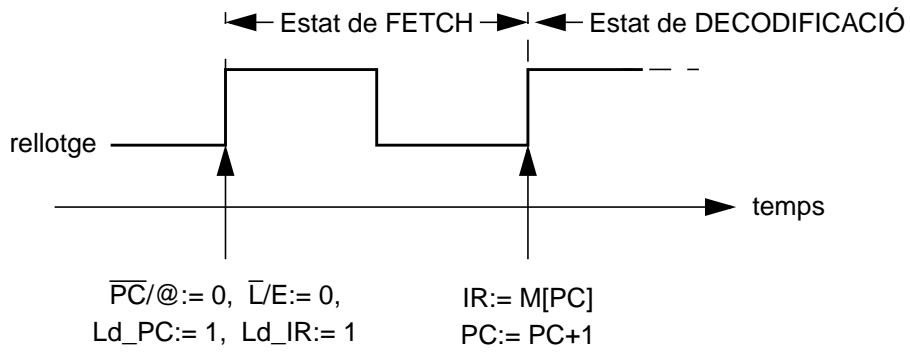 Estat de FETCH
Estat de DECODIFICACIÓ
rellotge
temps
P̅C̅/@:= 0, L̅/E:= 0,
Ld_PC:= 1, Ld_IR:= 1
IR:= M[PC]
PC:= PC+1